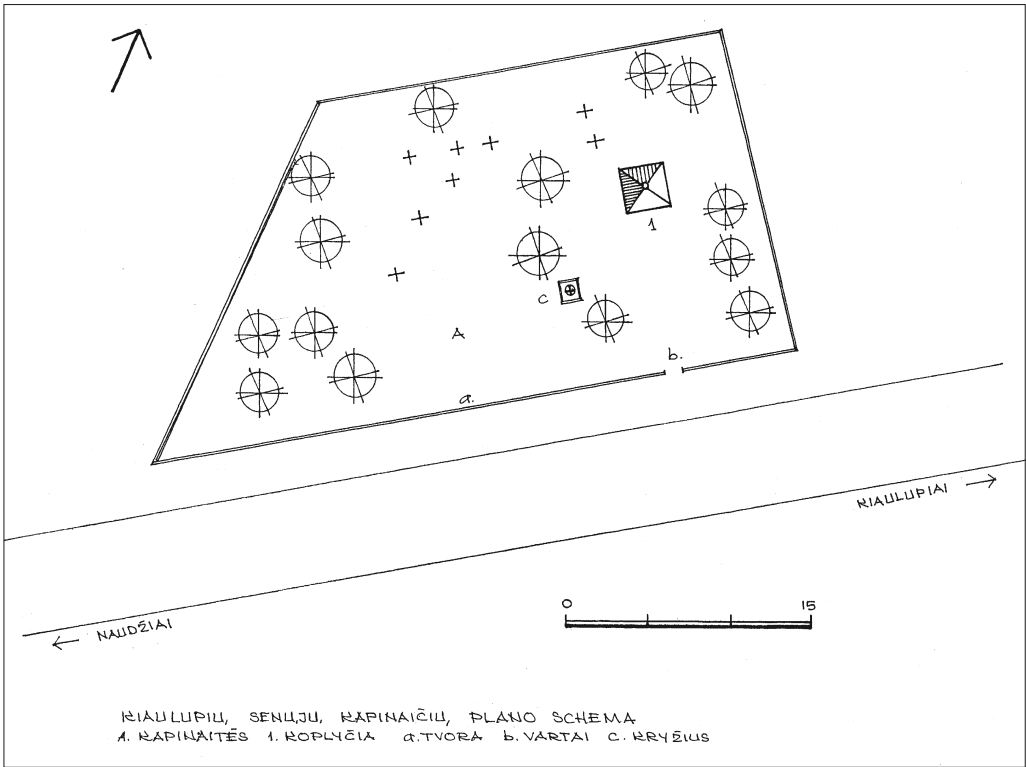 1
C
A
b.
a.
KIAULUPIAI
0 15
NAUDŽIAI
KIAULUPIŲ SENŲJŲ KAPINAIČIŲ PLANO SCHEMA
A. KAPINAITĖS 1. KOPLYČIA a. TVORA b. VARTAI C. KRYŽIUS